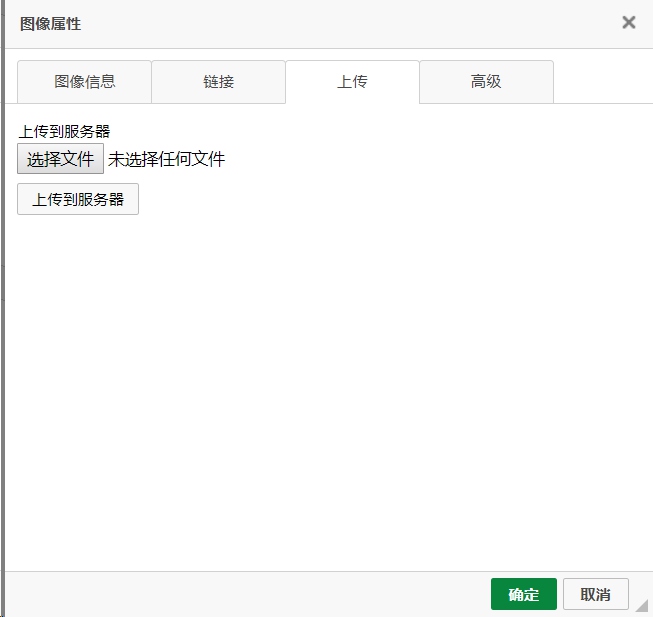 图像属性
图像信息 链接 上传 高级
上传到服务器
选择文件 未选择任何文件
上传到服务器
确定 取消